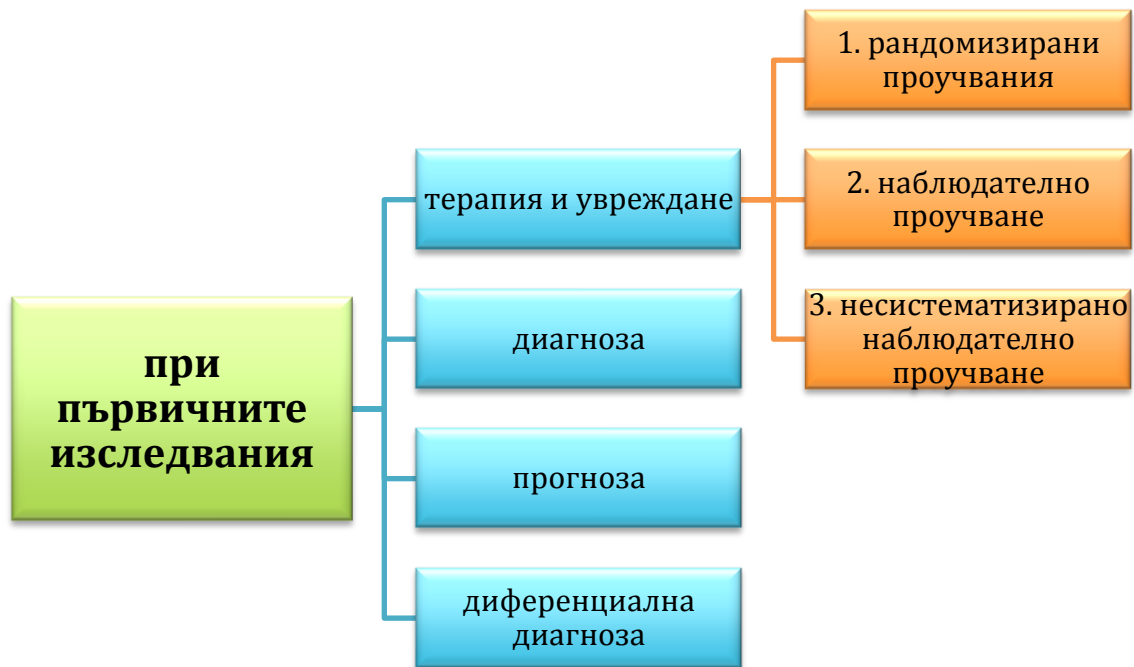 при
първичните
изследвания
терапия и увреждане
1. рандомизирани
проучвания
2. наблюдателно
проучване
3. несистематизирано
наблюдателно
проучване
диагноза
прогноза
диференциална
диагноза